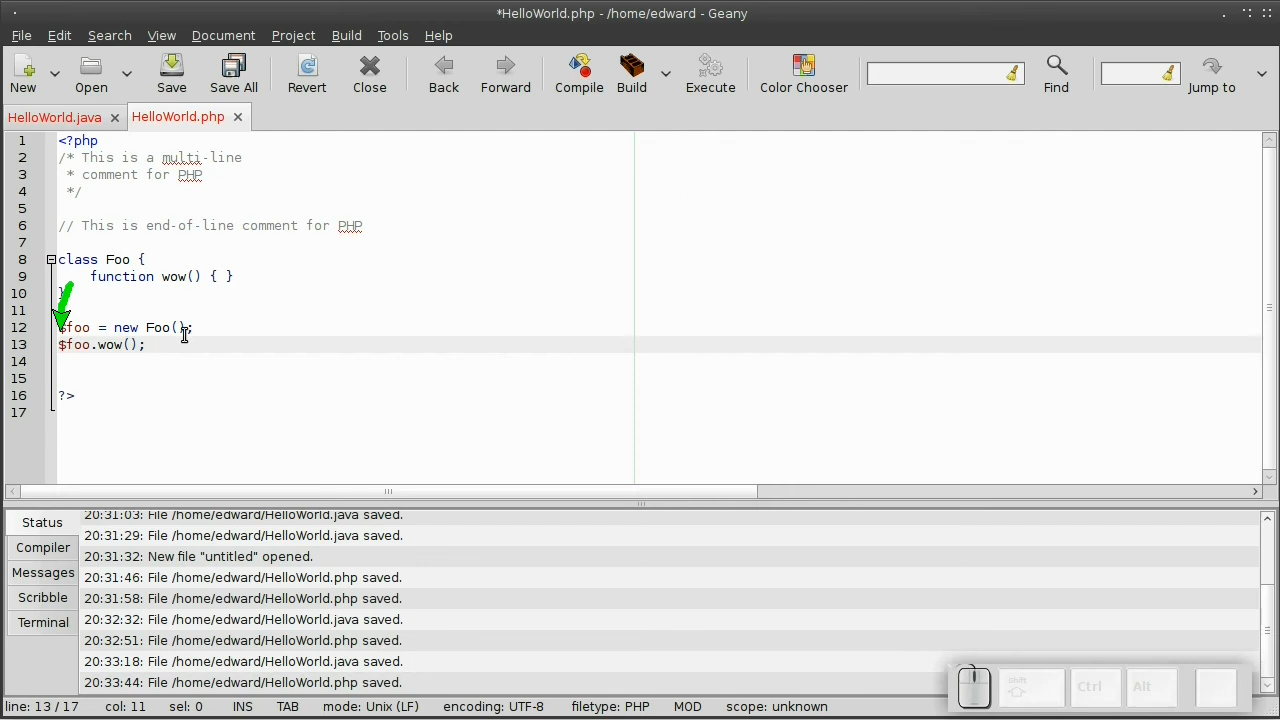 *HelloWorld.php - /home/edward - Geany
File Edit Search View Document Project Build Tools Help
New Open Save Save All Revert Close Back Forward Compile Build Execute Color Chooser Find Jump to
HelloWorld.java HelloWorld.php
1 <?php
2 /* This is a multi-line
3 * comment for PHP
4 */
5
6 // This is end-of-line comment for PHP
7
8 class Foo {
9 function wow() { }
10 }
11
12 $foo = new Foo();
13 $foo.wow();
14
15
16 ?>
17
Status
Compiler
Messages
Scribble
Terminal
20:31:03: File /home/edward/HelloWorld.java saved.
20:31:29: File /home/edward/HelloWorld.java saved.
20:31:32: New file "untitled" opened.
20:31:46: File /home/edward/HelloWorld.php saved.
20:31:58: File /home/edward/HelloWorld.php saved.
20:32:32: File /home/edward/HelloWorld.java saved.
20:32:51: File /home/edward/HelloWorld.php saved.
20:33:18: File /home/edward/HelloWorld.java saved.
20:33:44: File /home/edward/HelloWorld.php saved.
Shift Ctrl Alt
line: 13 / 17 col: 11 sel: 0 INS TAB mode: Unix (LF) encoding: UTF-8 filetype: PHP MOD scope: unknown